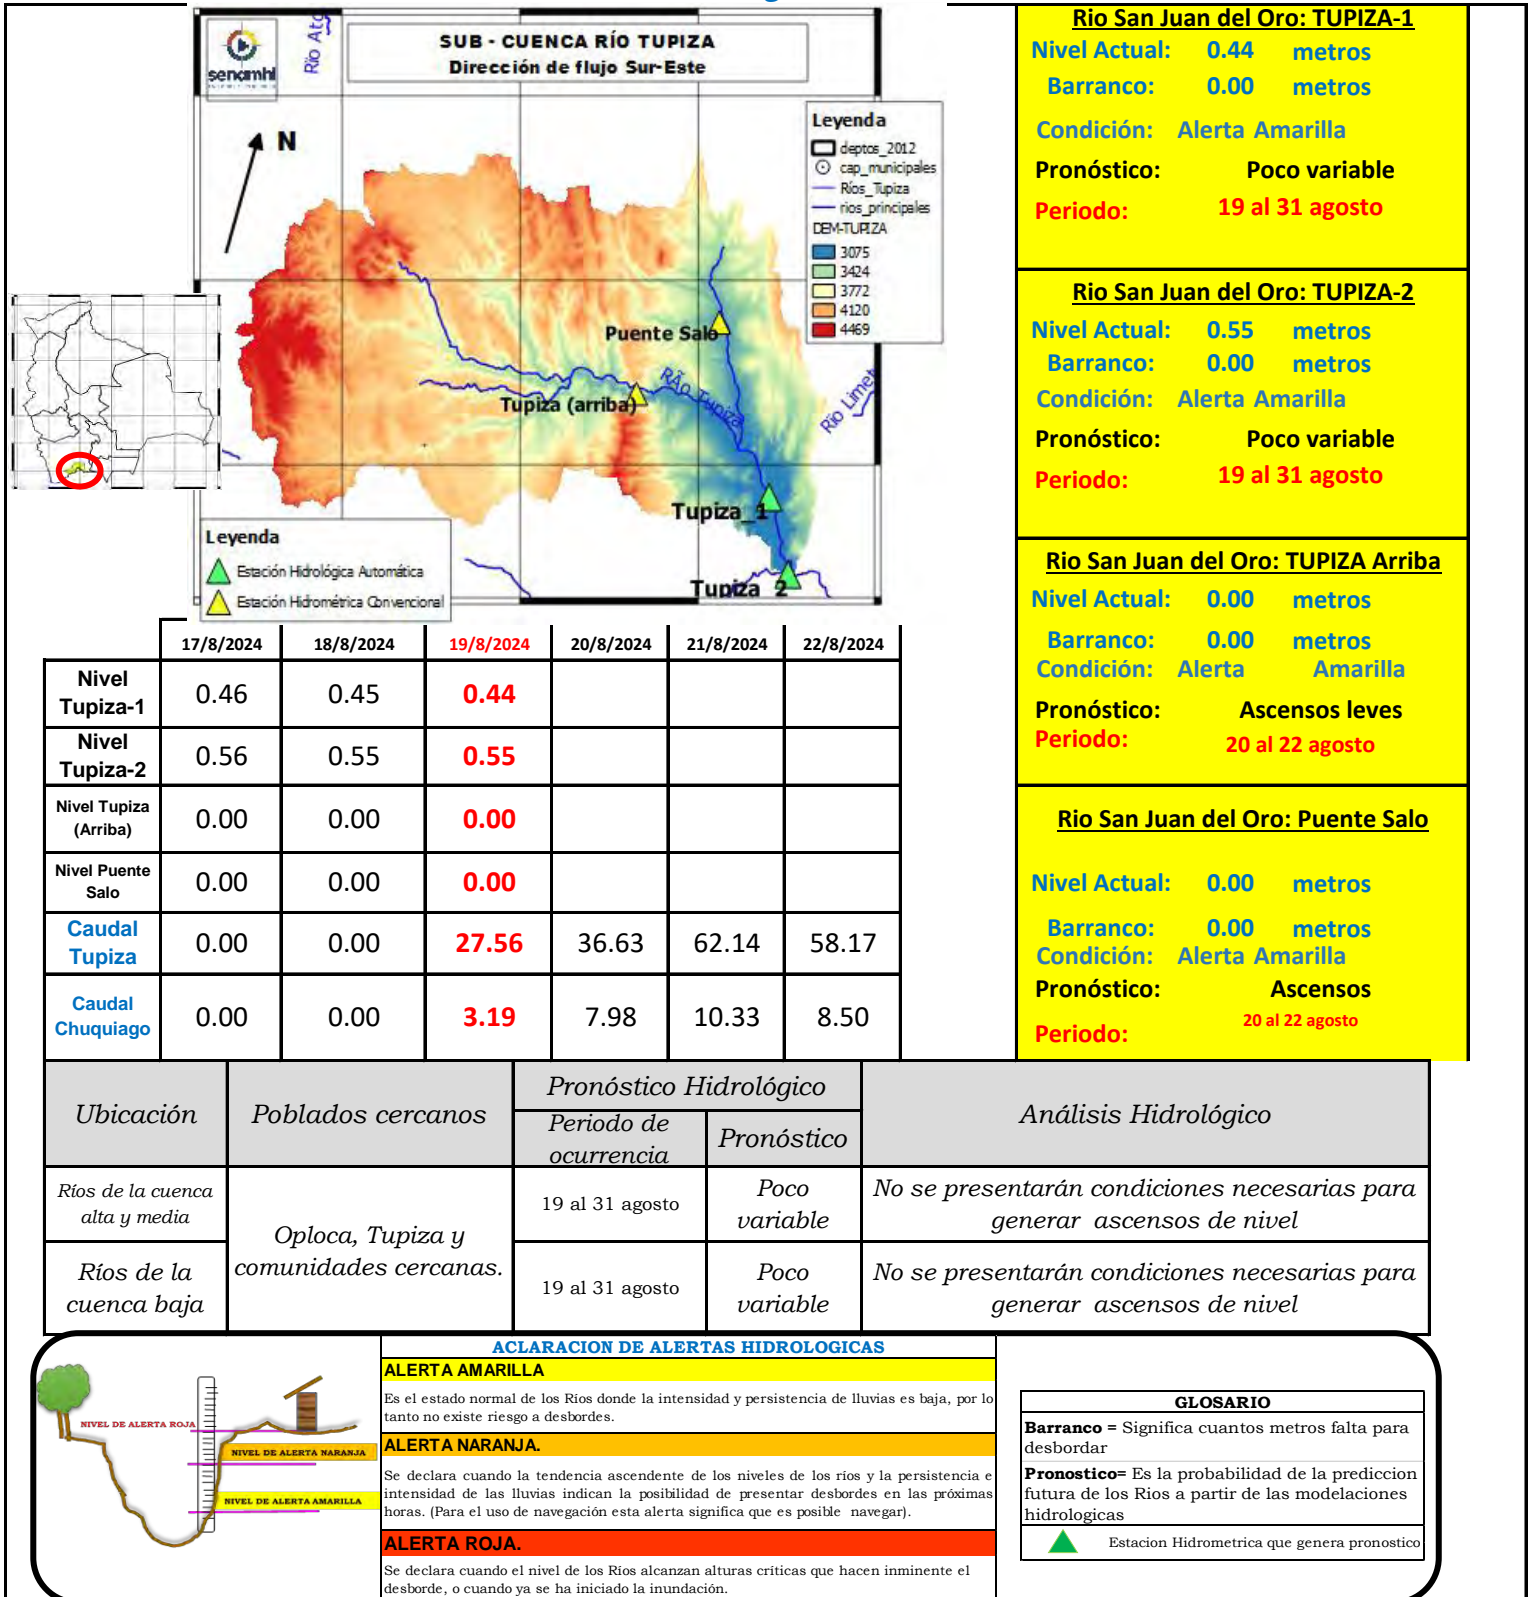 SUB - CUENCA RÍO TUPIZA
Dirección de flujo Sur-Este
senamhi
Río Ato
N
Leyenda
deptos_2012
cap_municipales
Ríos_Tupiza
rios_principales
DEM-TUPIZA
3075
3424
3772
4120
4469
Puente Salo
Tupiza (arriba)
RÃo Tupiza
Río Limet
Tupiza_1
Tupiza_2
Leyenda
Estación Hidrológica Automática
Estación Hidrométrica Convencional
Rio San Juan del Oro: TUPIZA-1
Nivel Actual: 0.44 metros
Barranco: 0.00 metros
Condición: Alerta Amarilla
Pronóstico: Poco variable
Periodo: 19 al 31 agosto
Rio San Juan del Oro: TUPIZA-2
Nivel Actual: 0.55 metros
Barranco: 0.00 metros
Condición: Alerta Amarilla
Pronóstico: Poco variable
Periodo: 19 al 31 agosto
Rio San Juan del Oro: TUPIZA Arriba
Nivel Actual: 0.00 metros
Barranco: 0.00 metros
Condición: Alerta Amarilla
Pronóstico: Ascensos leves
Periodo: 20 al 22 agosto
Rio San Juan del Oro: Puente Salo
Nivel Actual: 0.00 metros
Barranco: 0.00 metros
Condición: Alerta Amarilla
Pronóstico: Ascensos
Periodo: 20 al 22 agosto
17/8/2024 18/8/2024 19/8/2024 20/8/2024 21/8/2024 22/8/2024
Nivel
Tupiza-1 0.46 0.45 0.44
Nivel
Tupiza-2 0.56 0.55 0.55
Nivel Tupiza
(Arriba) 0.00 0.00 0.00
Nivel Puente
Salo 0.00 0.00 0.00
Caudal
Tupiza 0.00 0.00 27.56 36.63 62.14 58.17
Caudal
Chuquiago 0.00 0.00 3.19 7.98 10.33 8.50
Ubicación Poblados cercanos Pronóstico Hidrológico Análisis Hidrológico
Periodo de
ocurrencia Pronóstico
Ríos de la cuenca
alta y media
Oploca, Tupiza y
comunidades cercanas.
19 al 31 agosto
Poco
variable
No se presentarán condiciones necesarias para
generar ascensos de nivel
Ríos de la
cuenca baja
19 al 31 agosto
Poco
variable
No se presentarán condiciones necesarias para
generar ascensos de nivel
NIVEL DE ALERTA ROJA
NIVEL DE ALERTA NARANJA
NIVEL DE ALERTA AMARILLA
ACLARACION DE ALERTAS HIDROLOGICAS
ALERTA AMARILLA
Es el estado normal de los Ríos donde la intensidad y persistencia de lluvias es baja, por lo
tanto no existe riesgo a desbordes.
ALERTA NARANJA.
Se declara cuando la tendencia ascendente de los niveles de los ríos y la persistencia e
intensidad de las lluvias indican la posibilidad de presentar desbordes en las próximas
horas. (Para el uso de navegación esta alerta significa que es posible navegar).
ALERTA ROJA.
Se declara cuando el nivel de los Ríos alcanzan alturas críticas que hacen inminente el
desborde, o cuando ya se ha iniciado la inundación.
GLOSARIO
Barranco = Significa cuantos metros falta para
desbordar
Pronostico= Es la probabilidad de la prediccion
futura de los Rios a partir de las modelaciones
hidrologicas
Estacion Hidrometrica que genera pronostico